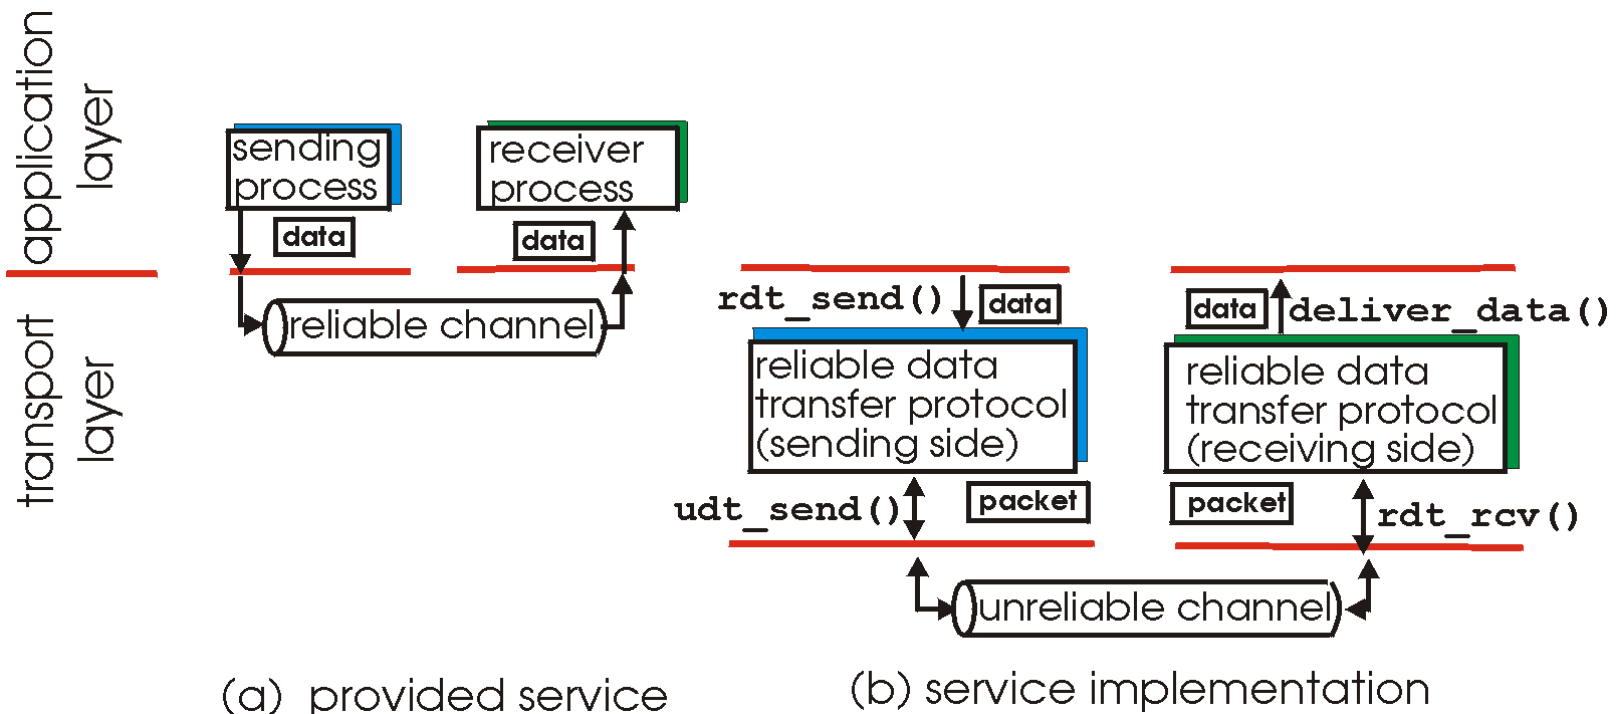 application
layer
transport
layer
sending
process
data
receiver
process
data
reliable channel
(a) provided service
rdt_send()
data
reliable data
transfer protocol
(sending side)
udt_send()
packet
data
deliver_data()
reliable data
transfer protocol
(receiving side)
packet
rdt_rcv()
unreliable channel
(b) service implementation